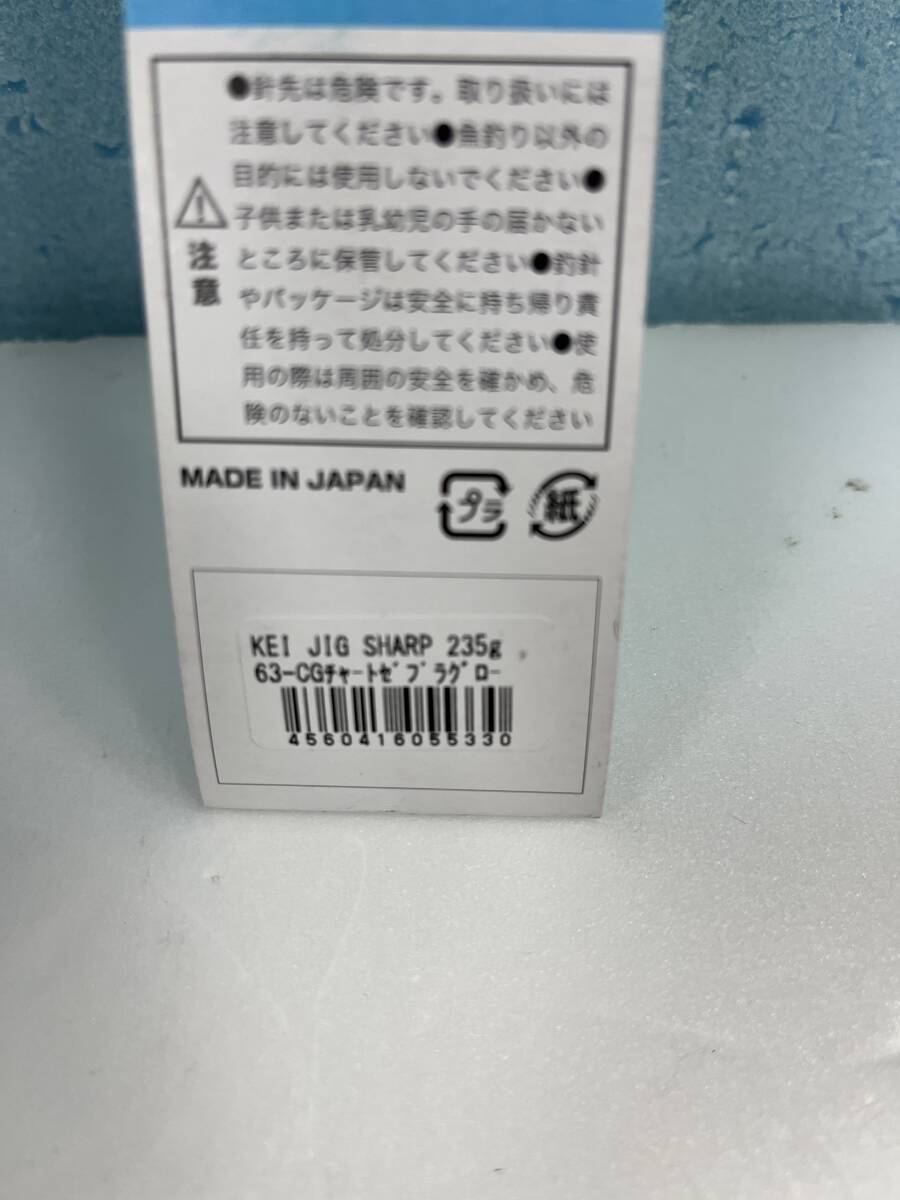 ●針先は危険です。取り扱いには
注意してください●魚釣り以外の
目的には使用しないでください●
子供または乳幼児の手の届かない
ところに保管してください●釣針
やパッケージは安全に持ち帰り責
任を持って処分してください●使
用の際は周囲の安全を確かめ、危
険のないことを確認してください
注意
MADE IN JAPAN
プラ
紙
KEI JIG SHARP 235g
63-CGﾁｬｰﾄｾﾞﾌﾞﾗｸﾞﾛｰ
4560416055330